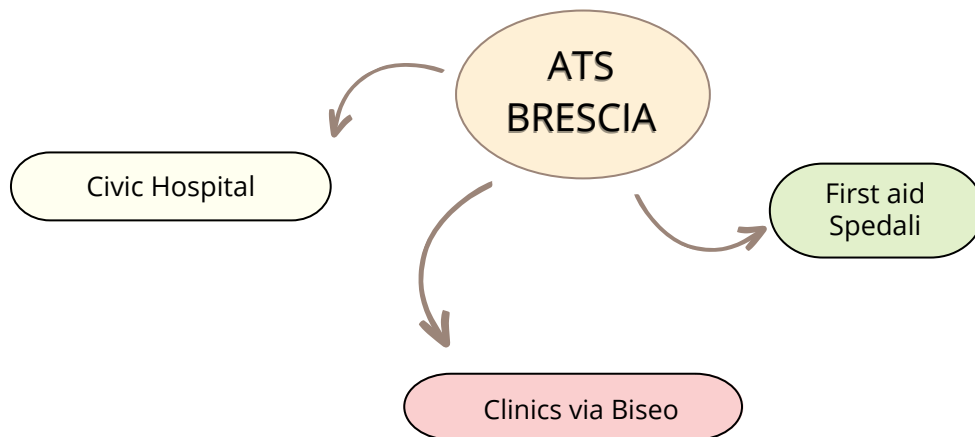 ATS
BRESCIA
Civic Hospital
First aid
Spedali
Clinics via Biseo